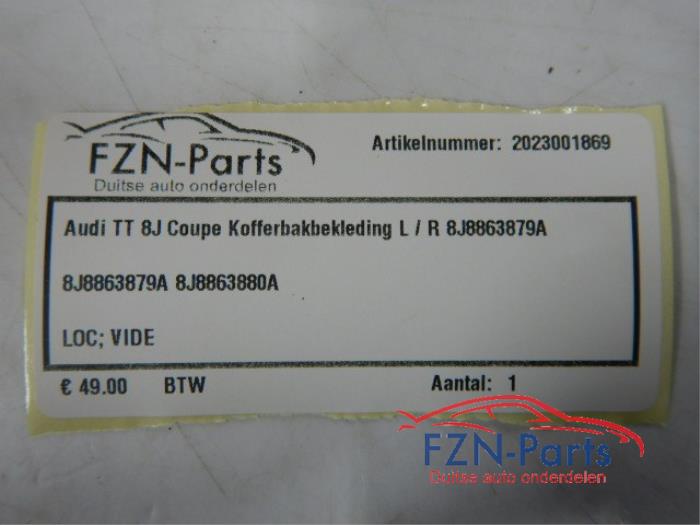 FZN-Parts
Duitse auto onderdelen
Artikelnummer: 2023001869
Audi TT 8J Coupe Kofferbakbekleding L / R 8J8863879A
8J8863879A 8J8863880A
LOC; VIDE
€ 49.00 BTW Aantal: 1
FZN-Parts
Duitse auto onderdelen